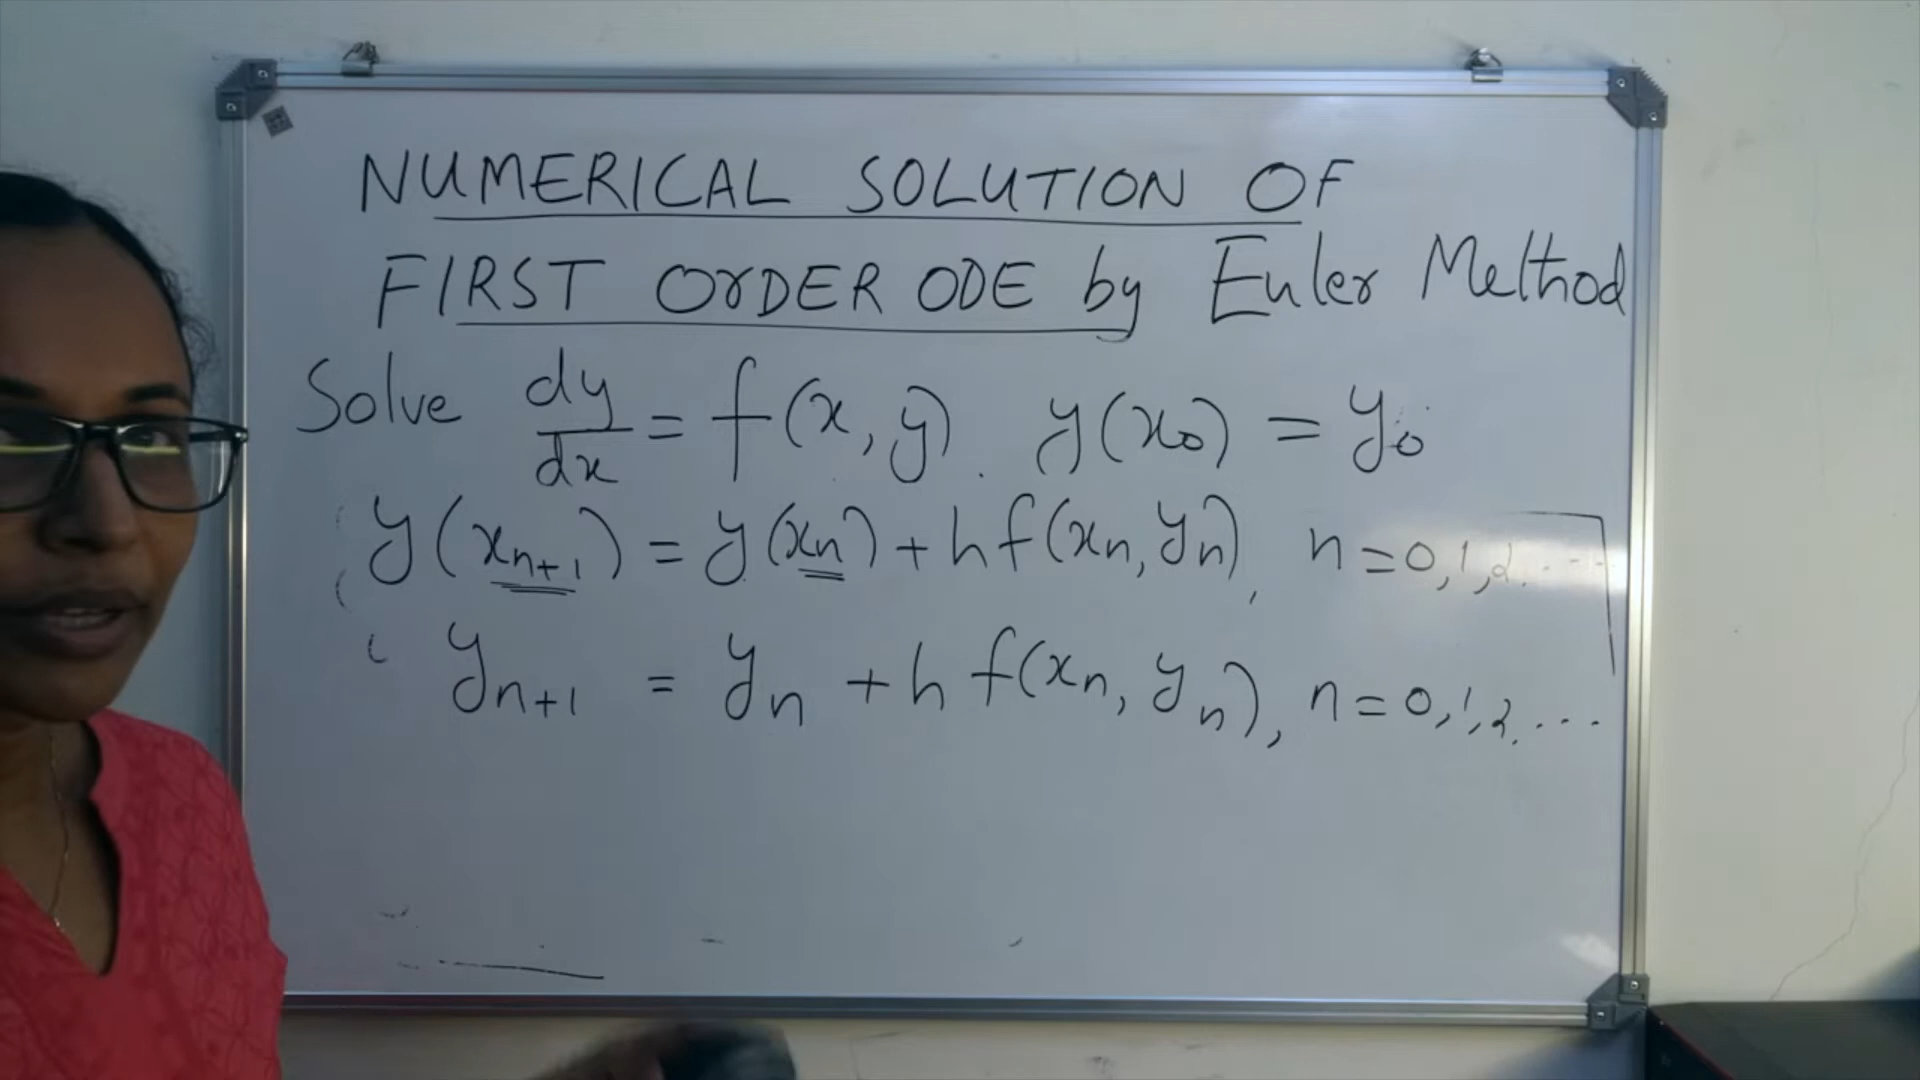 NUMERICAL SOLUTION OF
FIRST ORDER ODE by Euler Method
Solve dy/dx = f(x, y). y(x₀) = y₀
y(xₙ₊₁) = y(xₙ) + hf(xₙ, yₙ), n = 0, 1, 2. ...
yₙ₊₁ = yₙ + h f(xₙ, yₙ), n = 0, 1, 2. ...